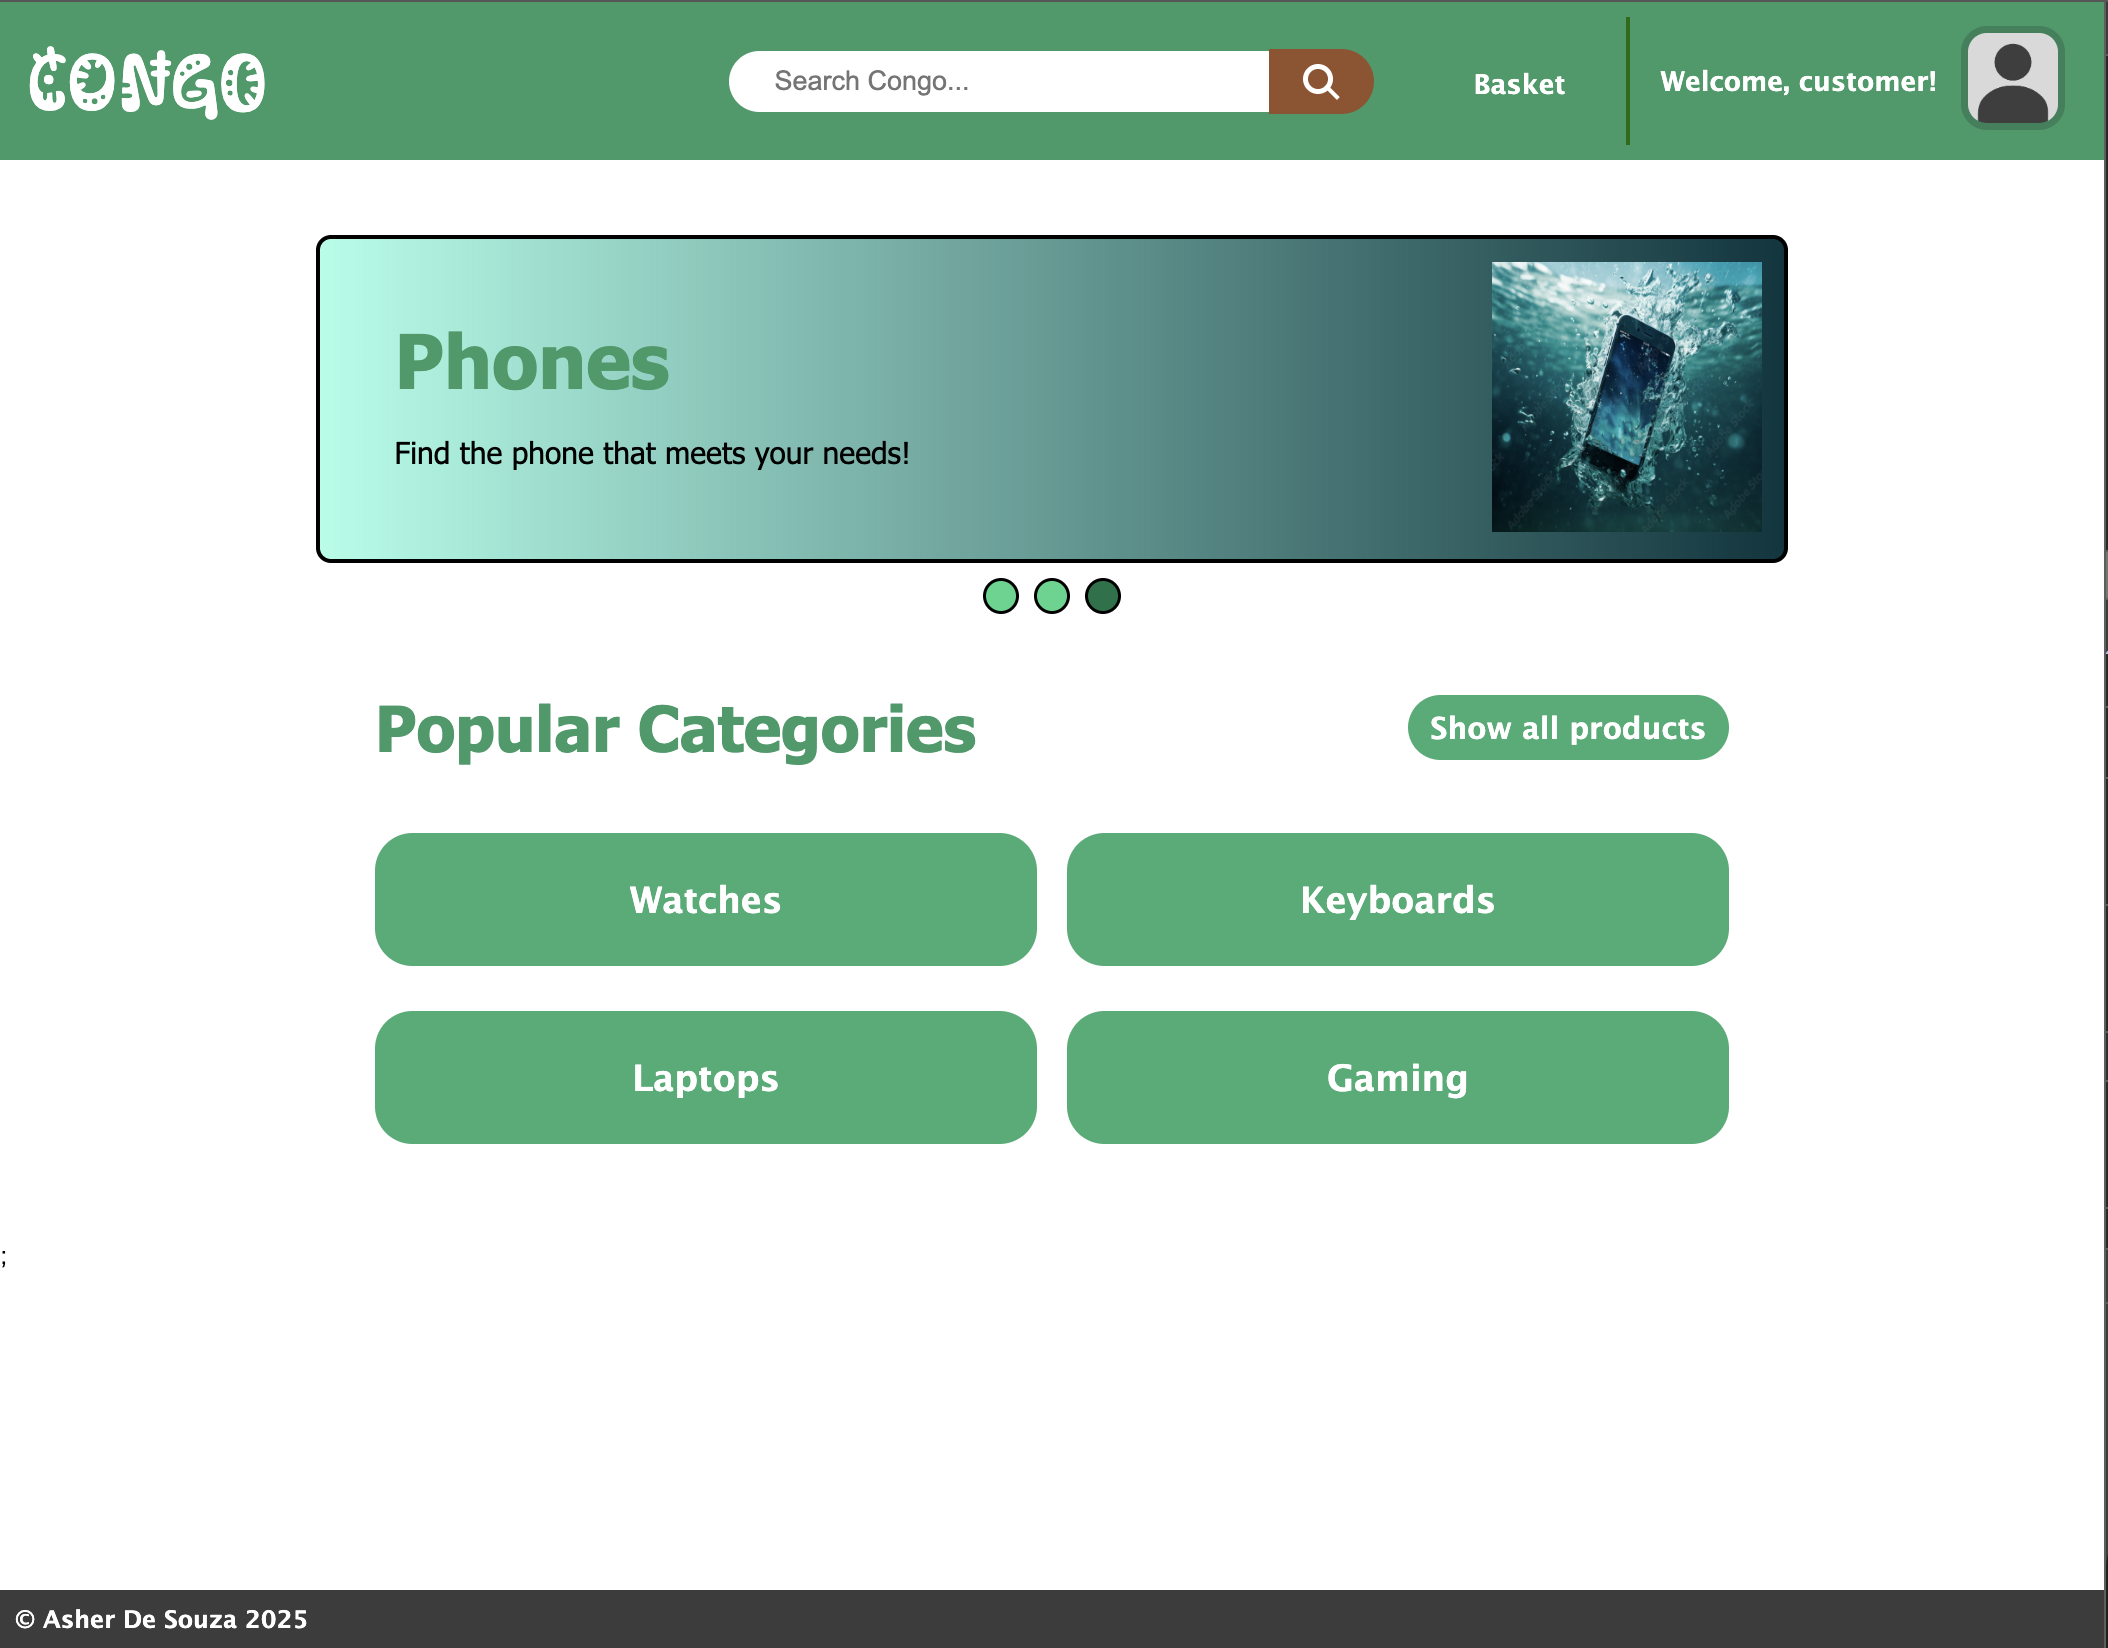 CONGO
Search Congo...
Basket
Welcome, customer!
Phones
Find the phone that meets your needs!
Popular Categories
Show all products
Watches
Keyboards
Laptops
Gaming
;
© Asher De Souza 2025